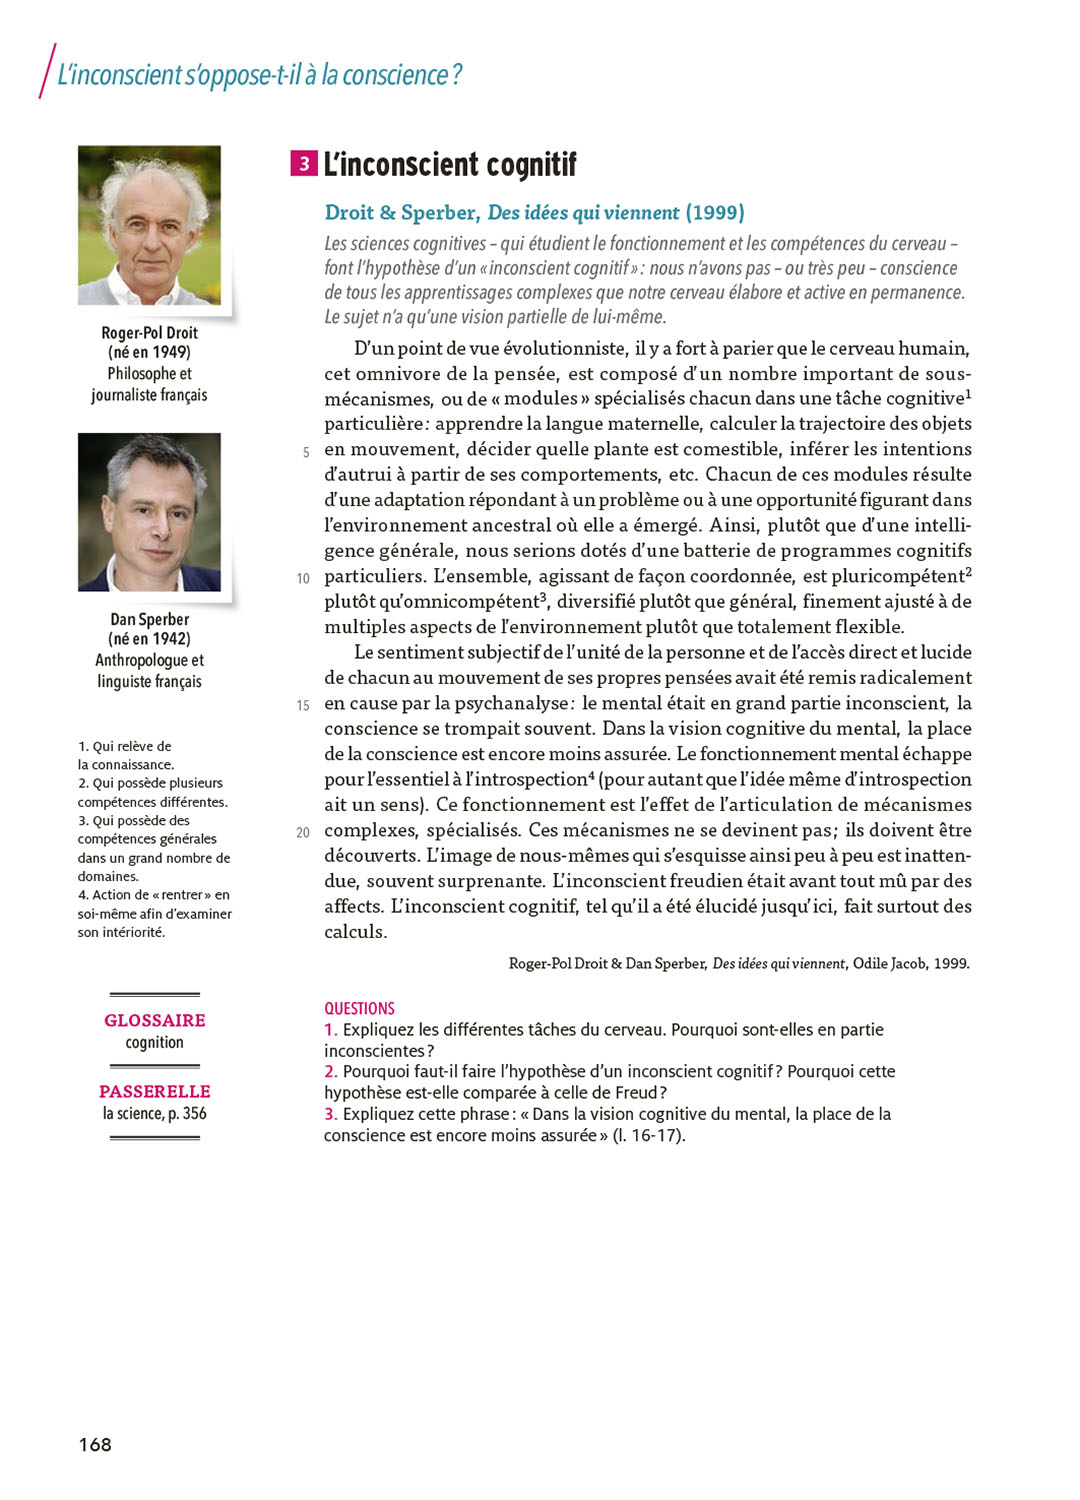 L'inconscient s'oppose-t-il à la conscience ?
Roger-Pol Droit
(né en 1949)
Philosophe et
journaliste français
Dan Sperber
(né en 1942)
Anthropologue et
linguiste français
1. Qui relève de
la connaissance.
2. Qui possède plusieurs
compétences différentes.
3. Qui possède des
compétences générales
dans un grand nombre de
domaines.
4. Action de « rentrer » en
soi-même afin d'examiner
son intériorité.
GLOSSAIRE
cognition
PASSERELLE
la science, p. 356
3 L'inconscient cognitif
Droit & Sperber, Des idées qui viennent (1999)
Les sciences cognitives – qui étudient le fonctionnement et les compétences du cerveau –
font l'hypothèse d'un « inconscient cognitif » : nous n'avons pas – ou très peu – conscience
de tous les apprentissages complexes que notre cerveau élabore et active en permanence.
Le sujet n'a qu'une vision partielle de lui-même.
D'un point de vue évolutionniste, il y a fort à parier que le cerveau humain,
cet omnivore de la pensée, est composé d'un nombre important de sous-
mécanismes, ou de « modules » spécialisés chacun dans une tâche cognitive1
particulière : apprendre la langue maternelle, calculer la trajectoire des objets
5 en mouvement, décider quelle plante est comestible, inférer les intentions
d'autrui à partir de ses comportements, etc. Chacun de ces modules résulte
d'une adaptation répondant à un problème ou à une opportunité figurant dans
l'environnement ancestral où elle a émergé. Ainsi, plutôt que d'une intelli-
gence générale, nous serions dotés d'une batterie de programmes cognitifs
10 particuliers. L'ensemble, agissant de façon coordonnée, est pluricompétent2
plutôt qu'omnicompétent3, diversifié plutôt que général, finement ajusté à de
multiples aspects de l'environnement plutôt que totalement flexible.
Le sentiment subjectif de l'unité de la personne et de l'accès direct et lucide
de chacun au mouvement de ses propres pensées avait été remis radicalement
15 en cause par la psychanalyse : le mental était en grand partie inconscient, la
conscience se trompait souvent. Dans la vision cognitive du mental, la place
de la conscience est encore moins assurée. Le fonctionnement mental échappe
pour l'essentiel à l'introspection4 (pour autant que l'idée même d'introspection
ait un sens). Ce fonctionnement est l'effet de l'articulation de mécanismes
20 complexes, spécialisés. Ces mécanismes ne se devinent pas ; ils doivent être
découverts. L'image de nous-mêmes qui s'esquisse ainsi peu à peu est inatten-
due, souvent surprenante. L'inconscient freudien était avant tout mû par des
affects. L'inconscient cognitif, tel qu'il a été élucidé jusqu'ici, fait surtout des
calculs.
Roger-Pol Droit & Dan Sperber, Des idées qui viennent, Odile Jacob, 1999.
QUESTIONS
1. Expliquez les différentes tâches du cerveau. Pourquoi sont-elles en partie
inconscientes ?
2. Pourquoi faut-il faire l'hypothèse d'un inconscient cognitif ? Pourquoi cette
hypothèse est-elle comparée à celle de Freud ?
3. Expliquez cette phrase : « Dans la vision cognitive du mental, la place de la
conscience est encore moins assurée » (l. 16-17).
168